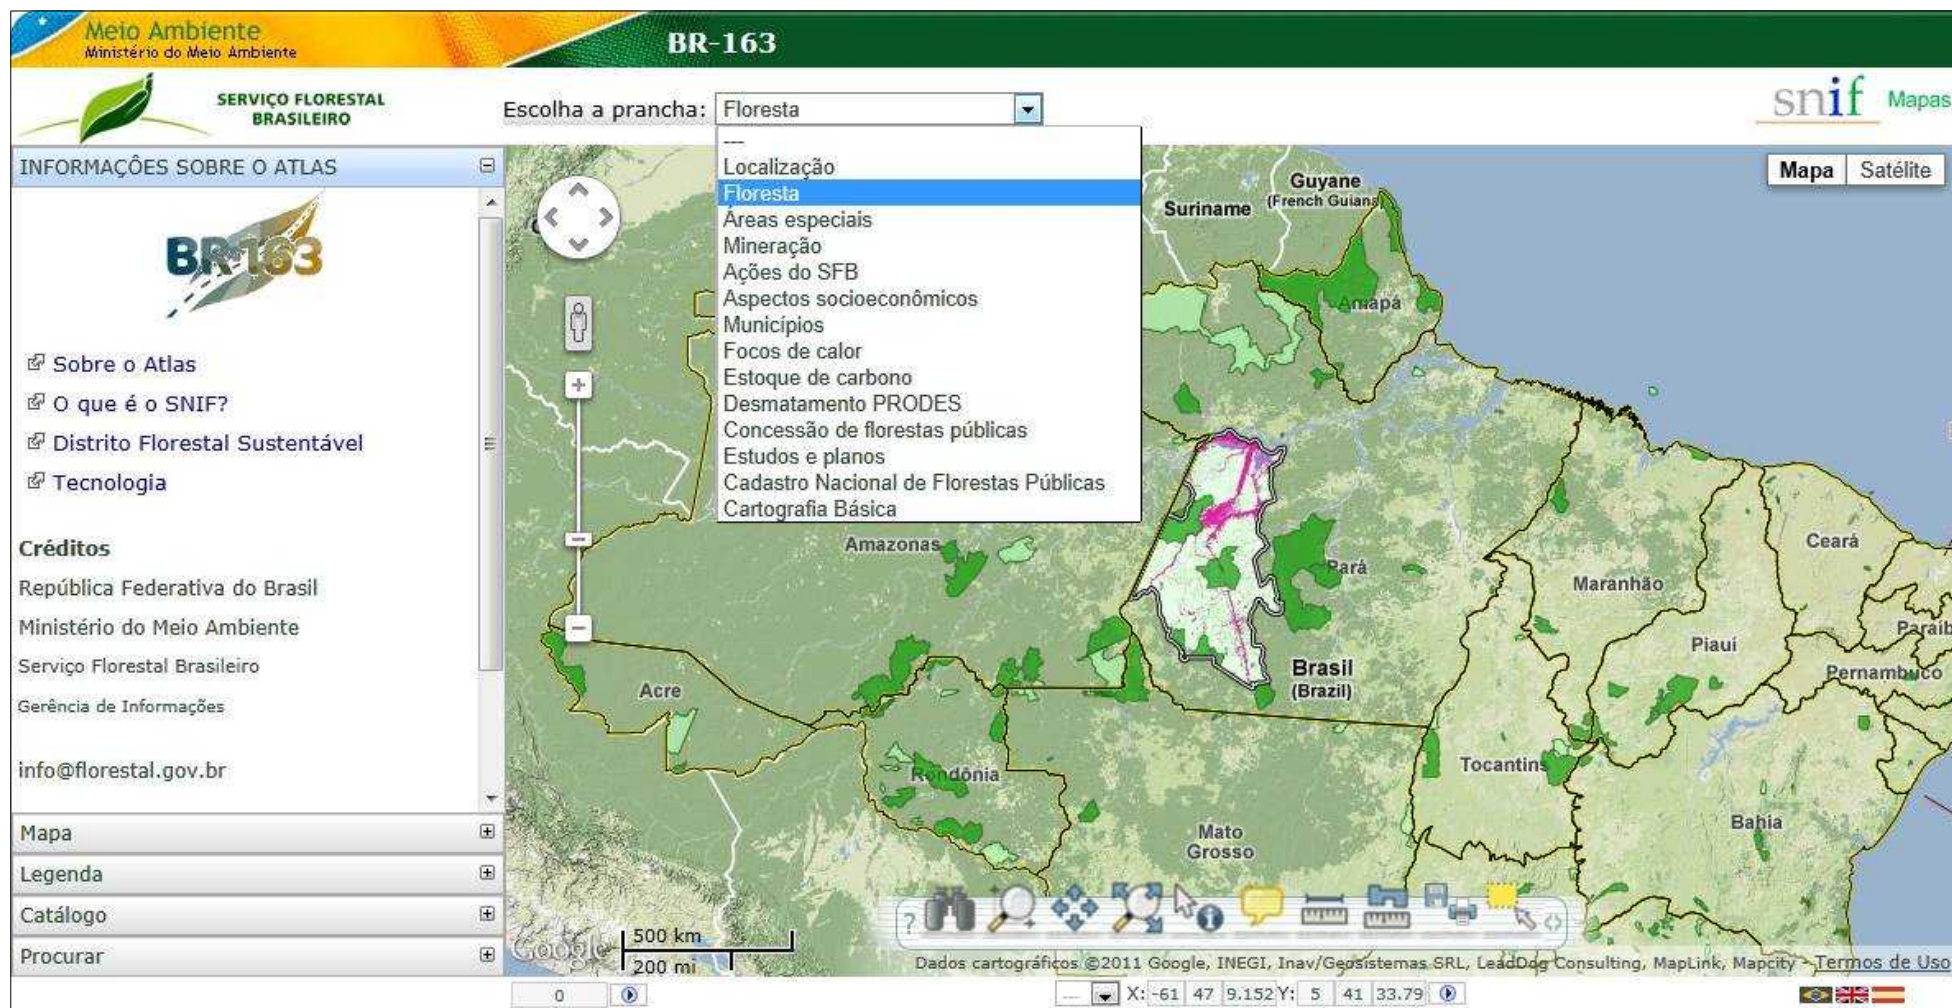 Meio Ambiente
Ministério do Meio Ambiente
BR-163
SERVIÇO FLORESTAL
BRASILEIRO
Escolha a prancha: Floresta
snif Mapas
---
Localização
Floresta
Áreas especiais
Mineração
Ações do SFB
Aspectos socioeconômicos
Municípios
Focos de calor
Estoque de carbono
Desmatamento PRODES
Concessão de florestas públicas
Estudos e planos
Cadastro Nacional de Florestas Públicas
Cartografia Básica
INFORMAÇÔES SOBRE O ATLAS
BR-163
Sobre o Atlas
O que é o SNIF?
Distrito Florestal Sustentável
Tecnologia
Créditos
República Federativa do Brasil
Ministério do Meio Ambiente
Serviço Florestal Brasileiro
Gerência de Informações
info@florestal.gov.br
Mapa
Legenda
Catálogo
Procurar
Mapa Satélite
Suriname
Guyane
(French Guiana)
Amapá
Amazonas
Pará
Maranhão
Ceará
Piauí
Paraíb
Pernambuco
Brasil
(Brazil)
Acre
Rondônia
Tocantins
Mato
Grosso
Bahia
?
Google
500 km
200 mi
Dados cartográficos ©2011 Google, INEGI, Inav/Geosistemas SRL, LeadDog Consulting, MapLink, Mapcity - Termos de Uso
0
--- X: -61 47 9.152 Y: 5 41 33.79